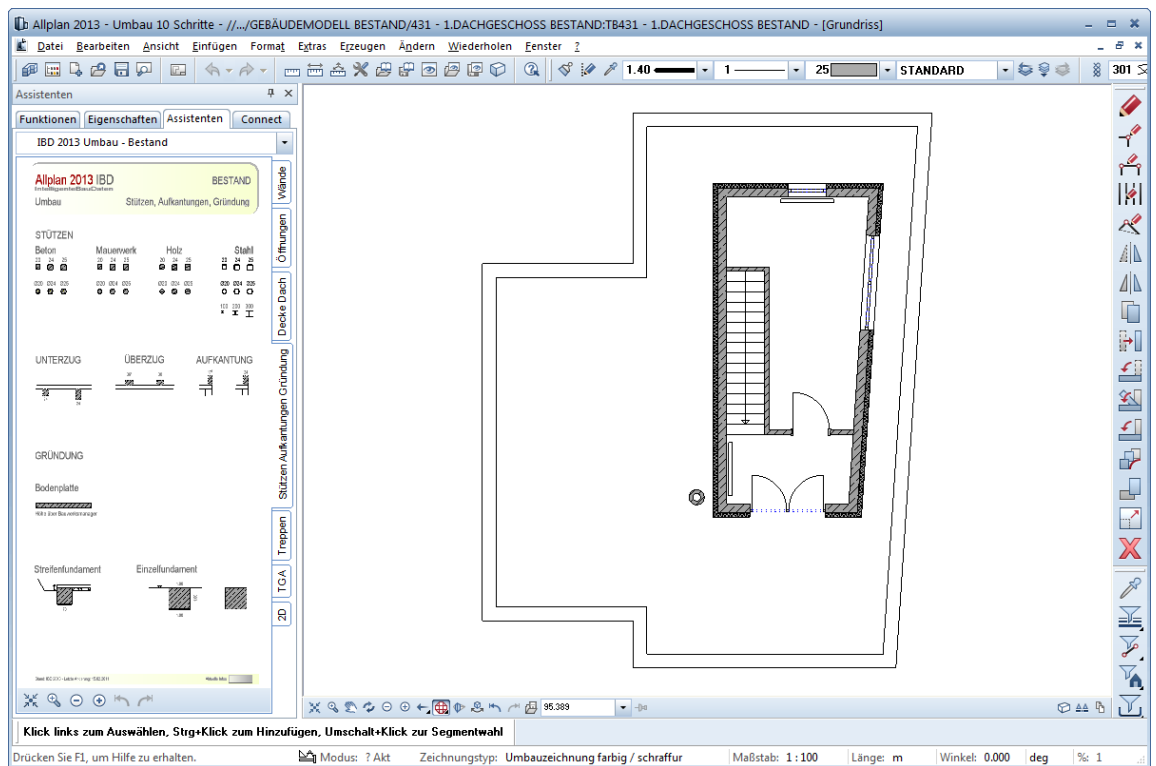 Allplan 2013 - Umbau 10 Schritte - //.../GEBÄUDEMODELL BESTAND/431 - 1.DACHGESCHOSS BESTAND:TB431 - 1.DACHGESCHOSS BESTAND - [Grundriss]
Datei Bearbeiten Ansicht Einfügen Format Extras Erzeugen Ändern Wiederholen Fenster ?
1.40 1 25 STANDARD 301
Assistenten
Funktionen Eigenschaften Assistenten Connect
IBD 2013 Umbau - Bestand
Allplan 2013 IBD BESTAND
IntelligenteBauDaten
Umbau Stützen, Aufkantungen, Gründung
STÜTZEN
Beton Mauerwerk Holz Stahl
UNTERZUG ÜBERZUG AUFKANTUNG
GRÜNDUNG
Bodenplatte
Streifenfundament Einzelfundament
Wände
Öffnungen
Decke Dach
Stützen Aufkantungen Gründung
Treppen
TGA
2D
95.389
Klick links zum Auswählen, Strg+Klick zum Hinzufügen, Umschalt+Klick zur Segmentwahl
Drücken Sie F1, um Hilfe zu erhalten. Modus: ? Akt Zeichnungstyp: Umbauzeichnung farbig / schraffur Maßstab: 1 : 100 Länge: m Winkel: 0.000 deg %: 1